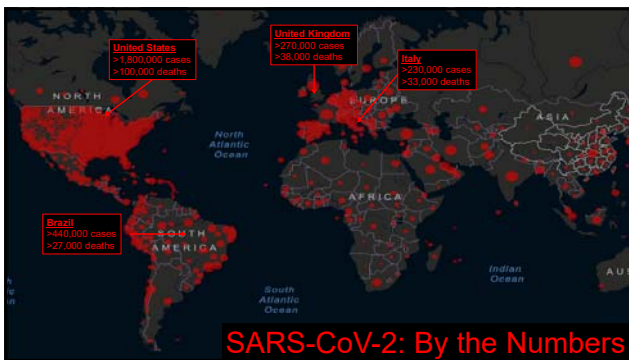 United States
>1,800,000 cases
>100,000 deaths
United Kingdom
>270,000 cases
>38,000 deaths
Italy
>230,000 cases
>33,000 deaths
NORTH
AMERICA
EUROPE
ASIA
North
Atlantic
Ocean
AFRICA
Brazil
>440,000 cases
>27,000 deaths
SOUTH
AMERICA
Indian
Ocean
AUS
South
Atlantic
Ocean
SARS-CoV-2: By the Numbers